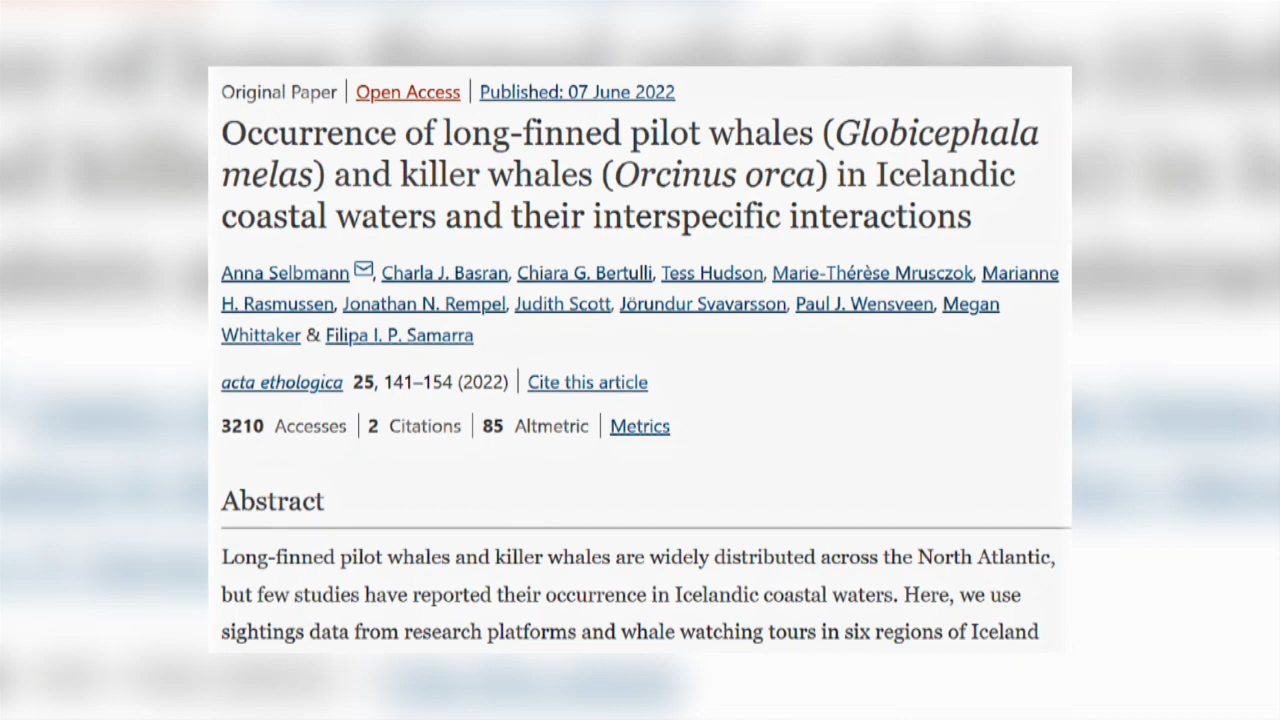 Original Paper | Open Access | Published: 07 June 2022
Occurrence of long-finned pilot whales (Globicephala
melas) and killer whales (Orcinus orca) in Icelandic
coastal waters and their interspecific interactions
Anna Selbmann, Charla J. Basran, Chiara G. Bertulli, Tess Hudson, Marie-Thérèse Mrusczok, Marianne
H. Rasmussen, Jonathan N. Rempel, Judith Scott, Jörundur Svavarsson, Paul J. Wensveen, Megan
Whittaker & Filipa I. P. Samarra
acta ethologica 25, 141–154 (2022) | Cite this article
3210 Accesses | 2 Citations | 85 Altmetric | Metrics
Abstract
Long-finned pilot whales and killer whales are widely distributed across the North Atlantic,
but few studies have reported their occurrence in Icelandic coastal waters. Here, we use
sightings data from research platforms and whale watching tours in six regions of Iceland